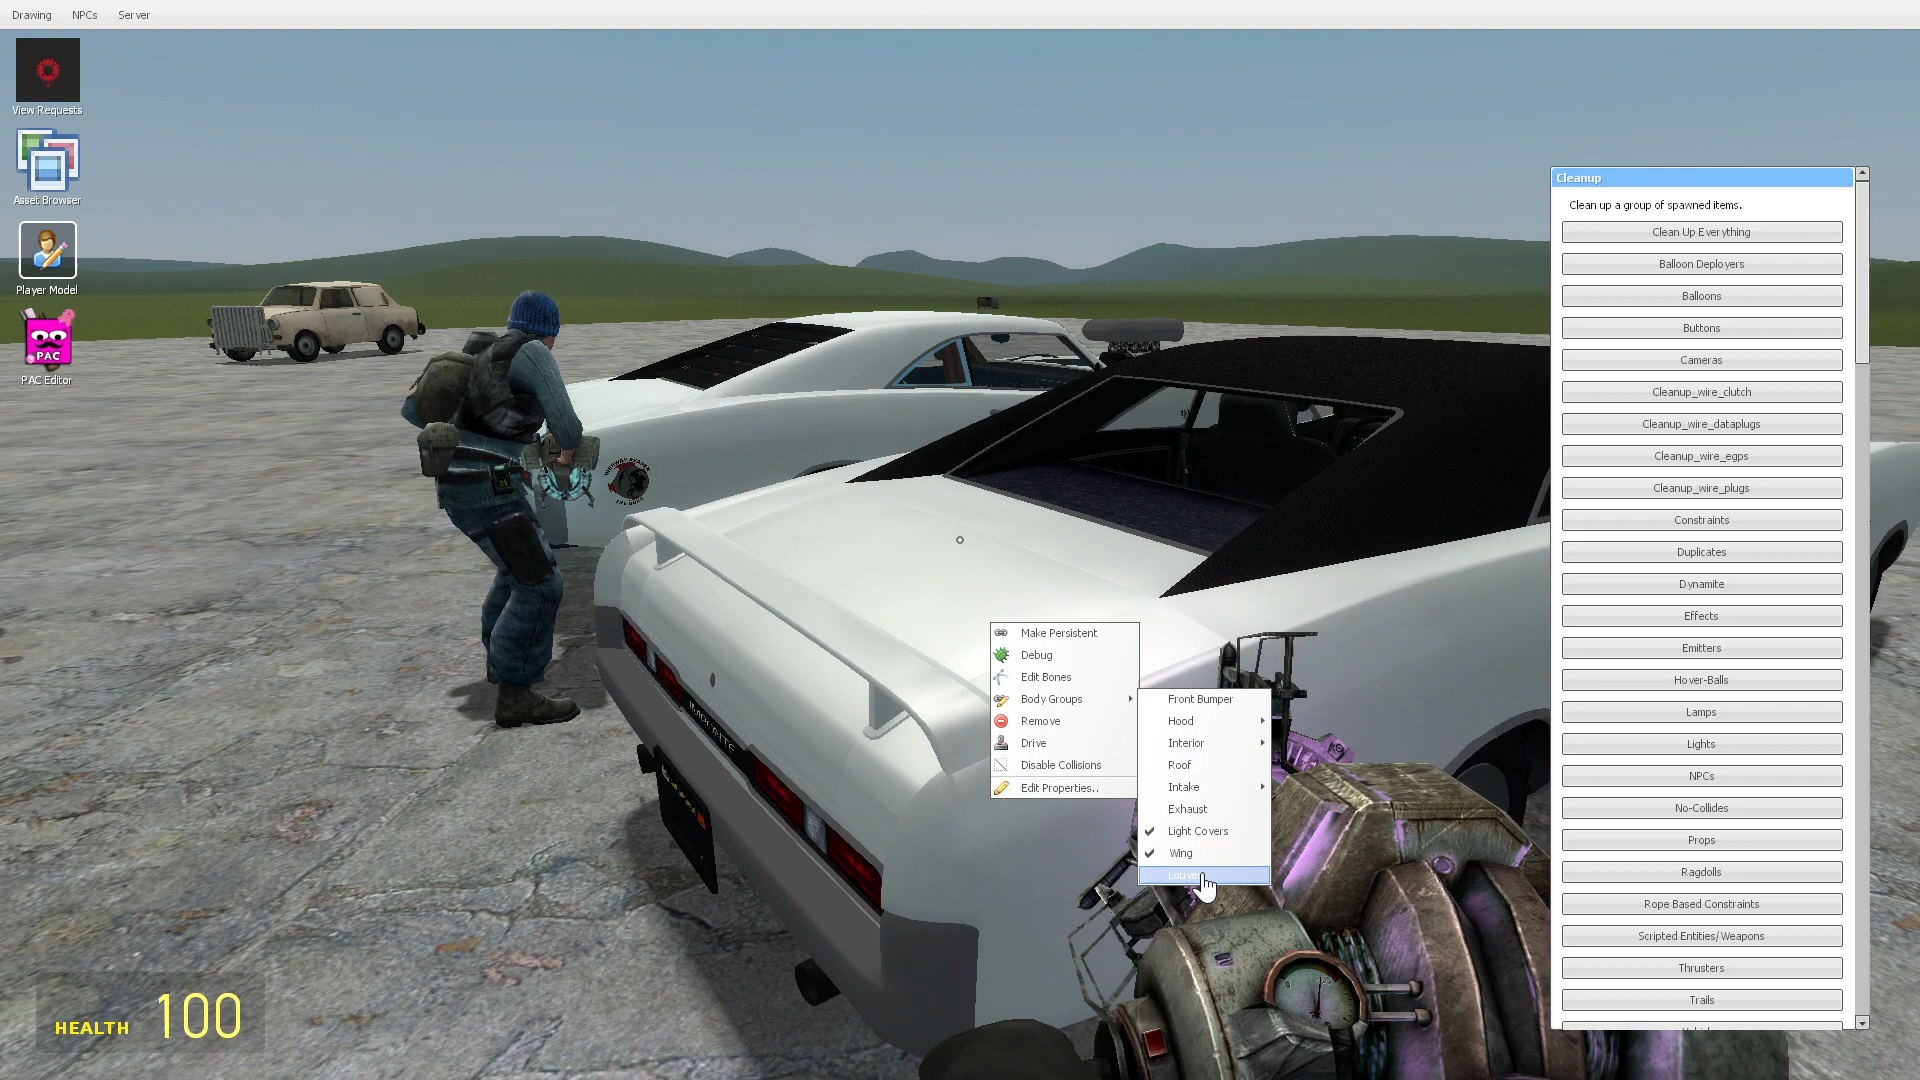 Drawing NPCs Server
View Requests
Asset Browser
Player Model
PAC
PAC Editor
Cleanup
Clean up a group of spawned items.
Clean Up Everything
Balloon Deployers
Balloons
Buttons
Cameras
Cleanup_wire_clutch
Cleanup_wire_dataplugs
Cleanup_wire_egps
Cleanup_wire_plugs
Constraints
Duplicates
Dynamite
Effects
Emitters
Hover-Balls
Lamps
Lights
NPCs
No-Collides
Props
Ragdolls
Rope Based Constraints
Scripted Entities/Weapons
Thrusters
Trails
Make Persistent
Debug
Edit Bones
Body Groups
Remove
Drive
Disable Collisions
Edit Properties..
Front Bumper
Hood
Interior
Roof
Intake
Exhaust
Light Covers
Wing
HEALTH 100